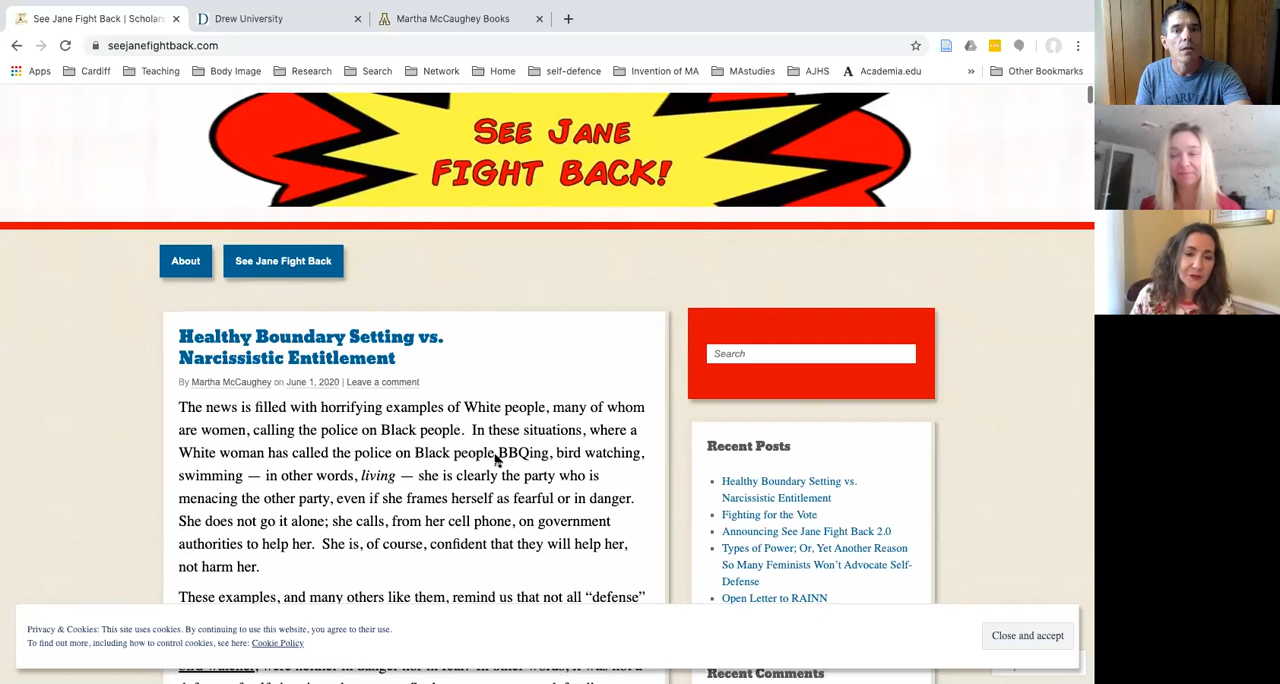 See Jane Fight Back | Scholars
Drew University
Martha McCaughey Books
seejanefightback.com
Apps
Cardiff
Teaching
Body Image
Research
Search
Network
Home
self-defence
Invention of MA
MAstudies
AJHS
Academia.edu
»
Other Bookmarks
SEE JANE
FIGHT BACK!
About
See Jane Fight Back
Healthy Boundary Setting vs.
Narcissistic Entitlement
By Martha McCaughey on June 1, 2020 | Leave a comment
The news is filled with horrifying examples of White people, many of whom
are women, calling the police on Black people. In these situations, where a
White woman has called the police on Black people BBQing, bird watching,
swimming — in other words, living — she is clearly the party who is
menacing the other party, even if she frames herself as fearful or in danger.
She does not go it alone; she calls, from her cell phone, on government
authorities to help her. She is, of course, confident that they will help her,
not harm her.
These examples, and many others like them, remind us that not all “defense”
Search
Recent Posts
Healthy Boundary Setting vs.
Narcissistic Entitlement
Fighting for the Vote
Announcing See Jane Fight Back 2.0
Types of Power; Or, Yet Another Reason
So Many Feminists Won’t Advocate Self-
Defense
Open Letter to RAINN
Privacy & Cookies: This site uses cookies. By continuing to use this website, you agree to their use.
To find out more, including how to control cookies, see here: Cookie Policy
Close and accept
Recent Comments